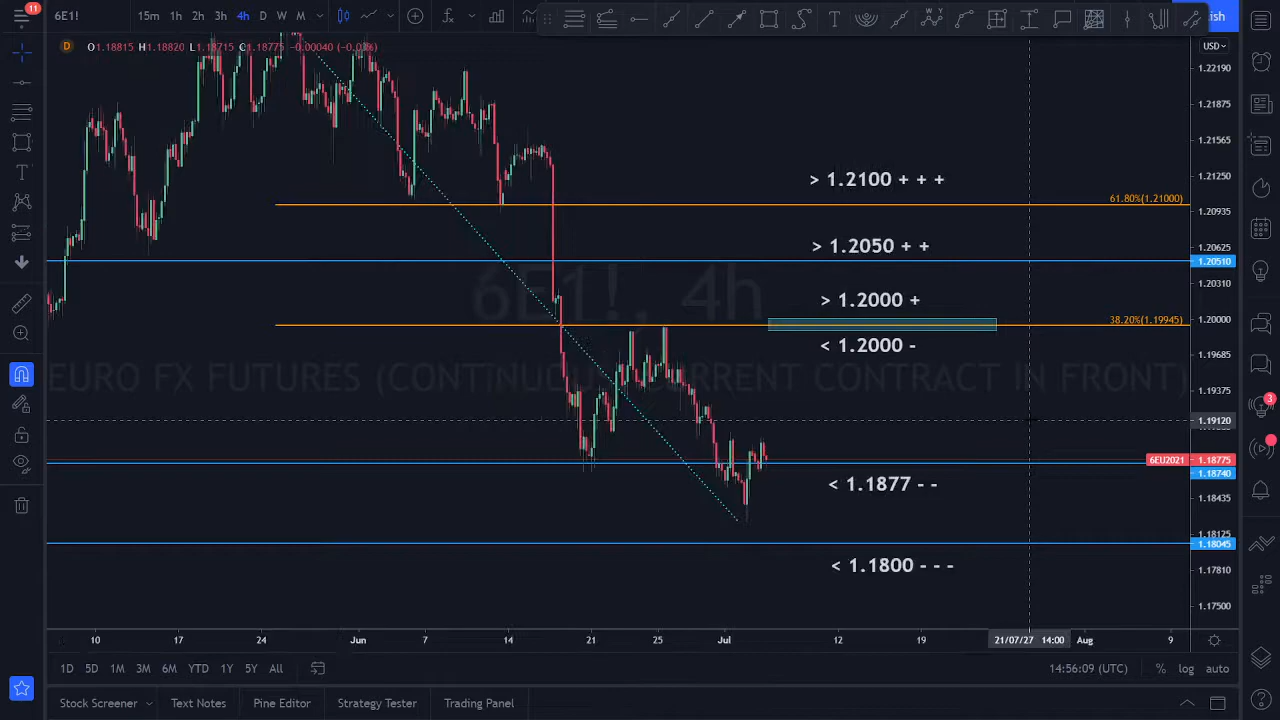 11
6E1!
15m 1h 2h 3h 4h D W M
ish
D O1.18815 H1.18820 L1.18715 C1.18775 -0.00040 (-0.03%)
USD
1.22190
1.21875
1.21565
> 1.2100 + + +
1.21250
61.80%(1.21000)
1.20935
> 1.2050 + +
1.20625
1.20510
6E1!, 4h
1.20310
> 1.2000 +
38.20%(1.19945)
1.20000
< 1.2000 -
1.19685
EURO FX FUTURES (CONTINUOUS: CURRENT CONTRACT IN FRONT)
1.19375
3
1.19120
6EU2021 1.18775
1.18740
< 1.1877 - -
1.18435
1.18125
1.18045
< 1.1800 - - -
1.17810
1.17500
10 17 24 Jun 7 14 21 25 Jul 12 19 21/07/27 14:00 Aug 9
1D 5D 1M 3M 6M YTD 1Y 5Y All
14:56:09 (UTC) % log auto
Stock Screener Text Notes Pine Editor Strategy Tester Trading Panel